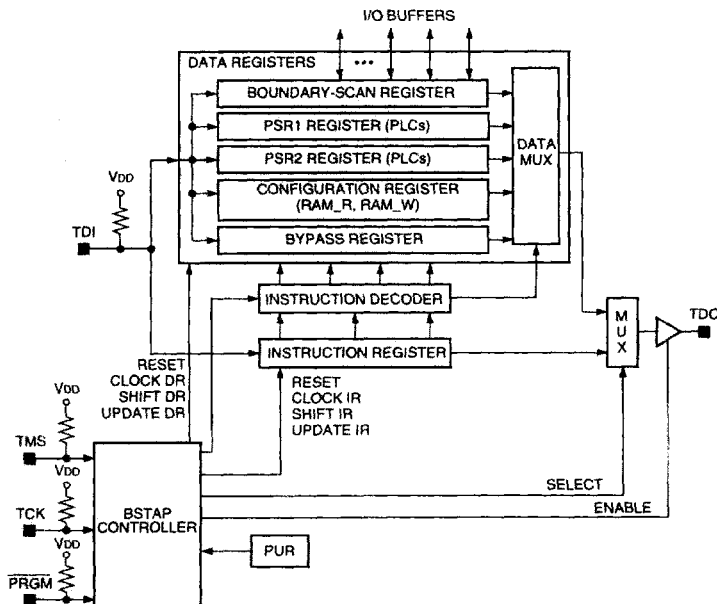 I/O BUFFERS
DATA REGISTERS
•••
BOUNDARY-SCAN REGISTER
PSR1 REGISTER (PLCs)
PSR2 REGISTER (PLCs)
CONFIGURATION REGISTER
(RAM_R, RAM_W)
BYPASS REGISTER
DATA
MUX
VDD
TDI
INSTRUCTION DECODER
INSTRUCTION REGISTER
M
U
X
TDO
RESET
CLOCK DR
SHIFT DR
UPDATE DR
RESET
CLOCK IR
SHIFT IR
UPDATE IR
VDD
TMS
VDD
TCK
VDD
PRGM
BSTAP
CONTROLLER
SELECT
ENABLE
PUR